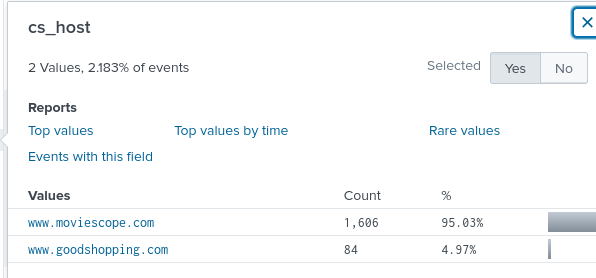 cs_host
2 Values, 2.183% of events
Selected Yes No
Reports
Top values Top values by time Rare values
Events with this field
Values Count %
www.moviescope.com 1,606 95.03%
www.goodshopping.com 84 4.97%